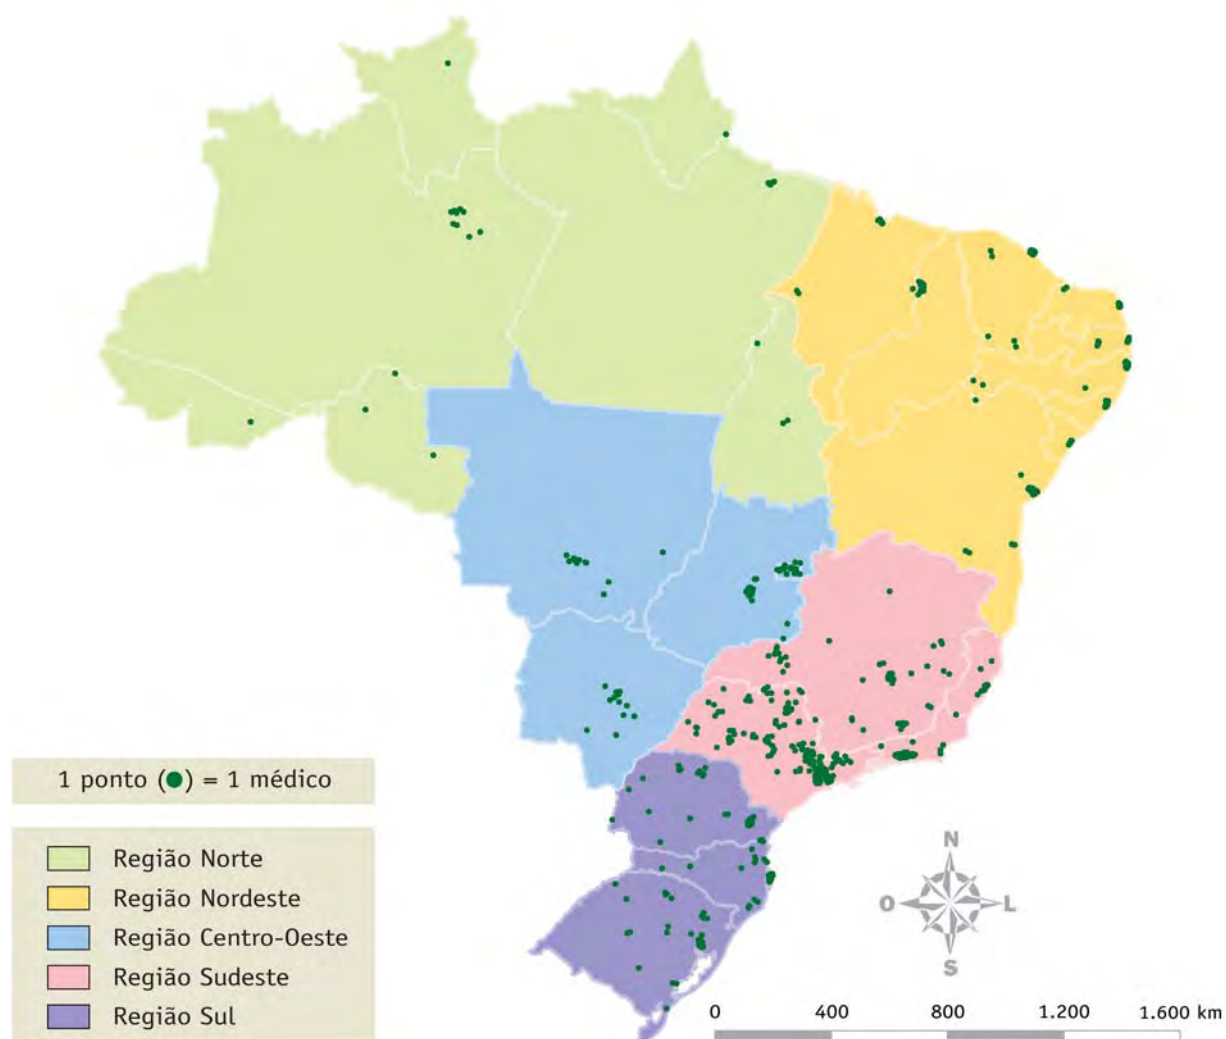 1 ponto (●) = 1 médico
Região Norte
Região Nordeste
Região Centro-Oeste
Região Sudeste
Região Sul
N
O
L
S
0 400 800 1.200 1.600 km